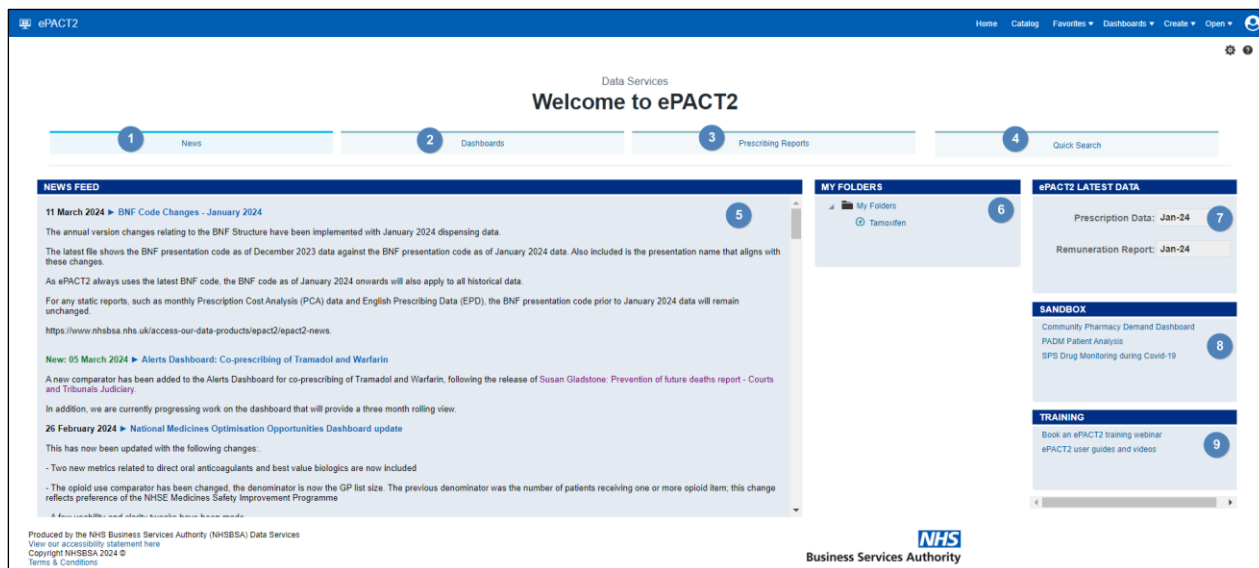 ePACT2
Home Catalog Favorites Dashboards Create Open
Data Services
Welcome to ePACT2
1 News
2 Dashboards
3 Prescribing Reports
4 Quick Search
NEWS FEED
5
11 March 2024 ► BNF Code Changes - January 2024
The annual version changes relating to the BNF Structure have been implemented with January 2024 dispensing data.
The latest file shows the BNF presentation code as of December 2023 data against the BNF presentation code as of January 2024 data. Also included is the presentation name that aligns with
these changes.
As ePACT2 always uses the latest BNF code, the BNF code as of January 2024 onwards will also apply to all historical data.
For any static reports, such as monthly Prescription Cost Analysis (PCA) data and English Prescribing Data (EPD), the BNF presentation code prior to January 2024 data will remain
unchanged.
https://www.nhsbsa.nhs.uk/access-our-data-products/epact2/epact2-news.
New: 05 March 2024 ► Alerts Dashboard: Co-prescribing of Tramadol and Warfarin
A new comparator has been added to the Alerts Dashboard for co-prescribing of Tramadol and Warfarin, following the release of Susan Gladstone: Prevention of future deaths report - Courts
and Tribunals Judiciary.
In addition, we are currently progressing work on the dashboard that will provide a three month rolling view.
26 February 2024 ► National Medicines Optimisation Opportunities Dashboard update
This has now been updated with the following changes:.
- Two new metrics related to direct oral anticoagulants and best value biologics are now included
- The opioid use comparator has been changed, the denominator is now the GP list size. The previous denominator was the number of patients receiving one or more opioid item; this change
reflects preference of the NHSE Medicines Safety Improvement Programme
- A few usability and clarity tweaks have been made
MY FOLDERS
6
My Folders
Tamoxifen
ePACT2 LATEST DATA
7
Prescription Data: Jan-24
Remuneration Report: Jan-24
SANDBOX
Community Pharmacy Demand Dashboard
PADM Patient Analysis
8
SPS Drug Monitoring during Covid-19
TRAINING
Book an ePACT2 training webinar
9
ePACT2 user guides and videos
Produced by the NHS Business Services Authority (NHSBSA) Data Services
View our accessibility statement here
Copyright NHSBSA 2024 ©
Terms & Conditions
NHS
Business Services Authority